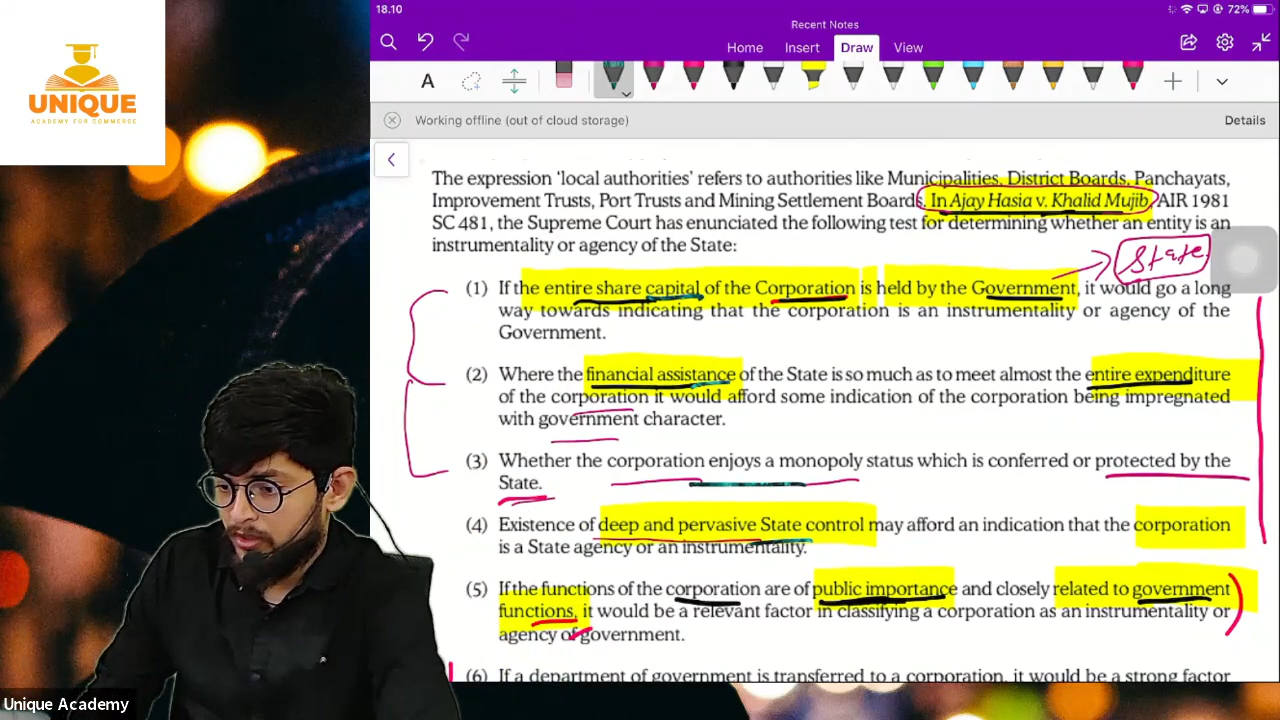 18.10
72%
Recent Notes
Home Insert Draw View
A
Working offline (out of cloud storage)
Details
UNIQUE
ACADEMY FOR COMMERCE
The expression 'local authorities' refers to authorities like Municipalities, District Boards, Panchayats,
Improvement Trusts, Port Trusts and Mining Settlement Boards. In Ajay Hasia v. Khalid Mujib, AIR 1981
SC 481, the Supreme Court has enunciated the following test for determining whether an entity is an
instrumentality or agency of the State:
State
(1) If the entire share capital of the Corporation is held by the Government, it would go a long
way towards indicating that the corporation is an instrumentality or agency of the
Government.
(2) Where the financial assistance of the State is so much as to meet almost the entire expenditure
of the corporation it would afford some indication of the corporation being impregnated
with government character.
(3) Whether the corporation enjoys a monopoly status which is conferred or protected by the
State.
(4) Existence of deep and pervasive State control may afford an indication that the corporation
is a State agency or an instrumentality.
(5) If the functions of the corporation are of public importance and closely related to government
functions, it would be a relevant factor in classifying a corporation as an instrumentality or
agency of government.
(6) If a department of government is transferred to a corporation, it would be a strong factor
Unique Academy